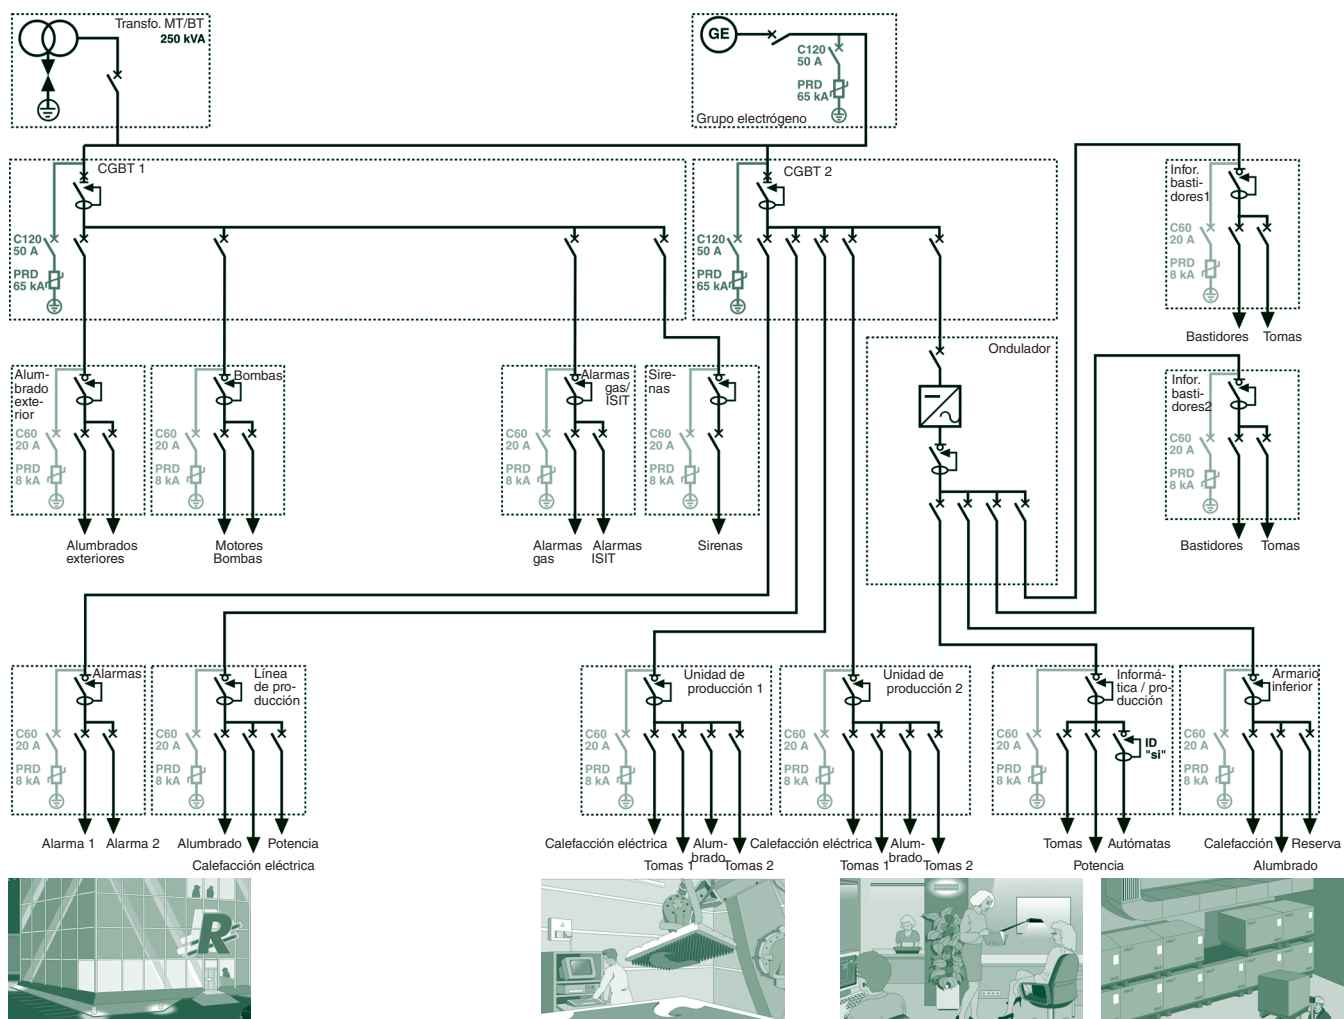 Transfo. MT/BT
250 kVA
GE
C120
50 A
PRD
65 kA
Grupo electrógeno
CGBT 1
C120
50 A
PRD
65 kA
CGBT 2
C120
50 A
PRD
65 kA
Infor.
basti-
dores1
C60
20 A
PRD
8 kA
Bastidores
Tomas
Ondulador
Infor.
basti-
dores2
C60
20 A
PRD
8 kA
Bastidores
Tomas
Alum-
brado
exte-
rior
C60
20 A
PRD
8 kA
Alumbrados
exteriores
Bombas
C60
20 A
PRD
8 kA
Motores
Bombas
Alarmas
gas/
ISIT
C60
20 A
PRD
8 kA
Alarmas
gas
Alarmas
ISIT
Sire-
nas
C60
20 A
PRD
8 kA
Sirenas
Alarmas
C60
20 A
PRD
8 kA
Alarma 1
Alarma 2
Línea
de pro-
ducción
C60
20 A
PRD
8 kA
Alumbrado
Potencia
Calefacción eléctrica
Unidad de
producción 1
C60
20 A
PRD
8 kA
Calefacción eléctrica
Alum-
brado
Tomas 1
Tomas 2
Unidad de
producción 2
C60
20 A
PRD
8 kA
Calefacción eléctrica
Alum-
brado
Tomas 1
Tomas 2
Informá-
tica / pro-
ducción
C60
20 A
PRD
8 kA
ID
"si"
Tomas
Autómatas
Potencia
Armario
inferior
C60
20 A
PRD
8 kA
Calefacción
Reserva
Alumbrado
R